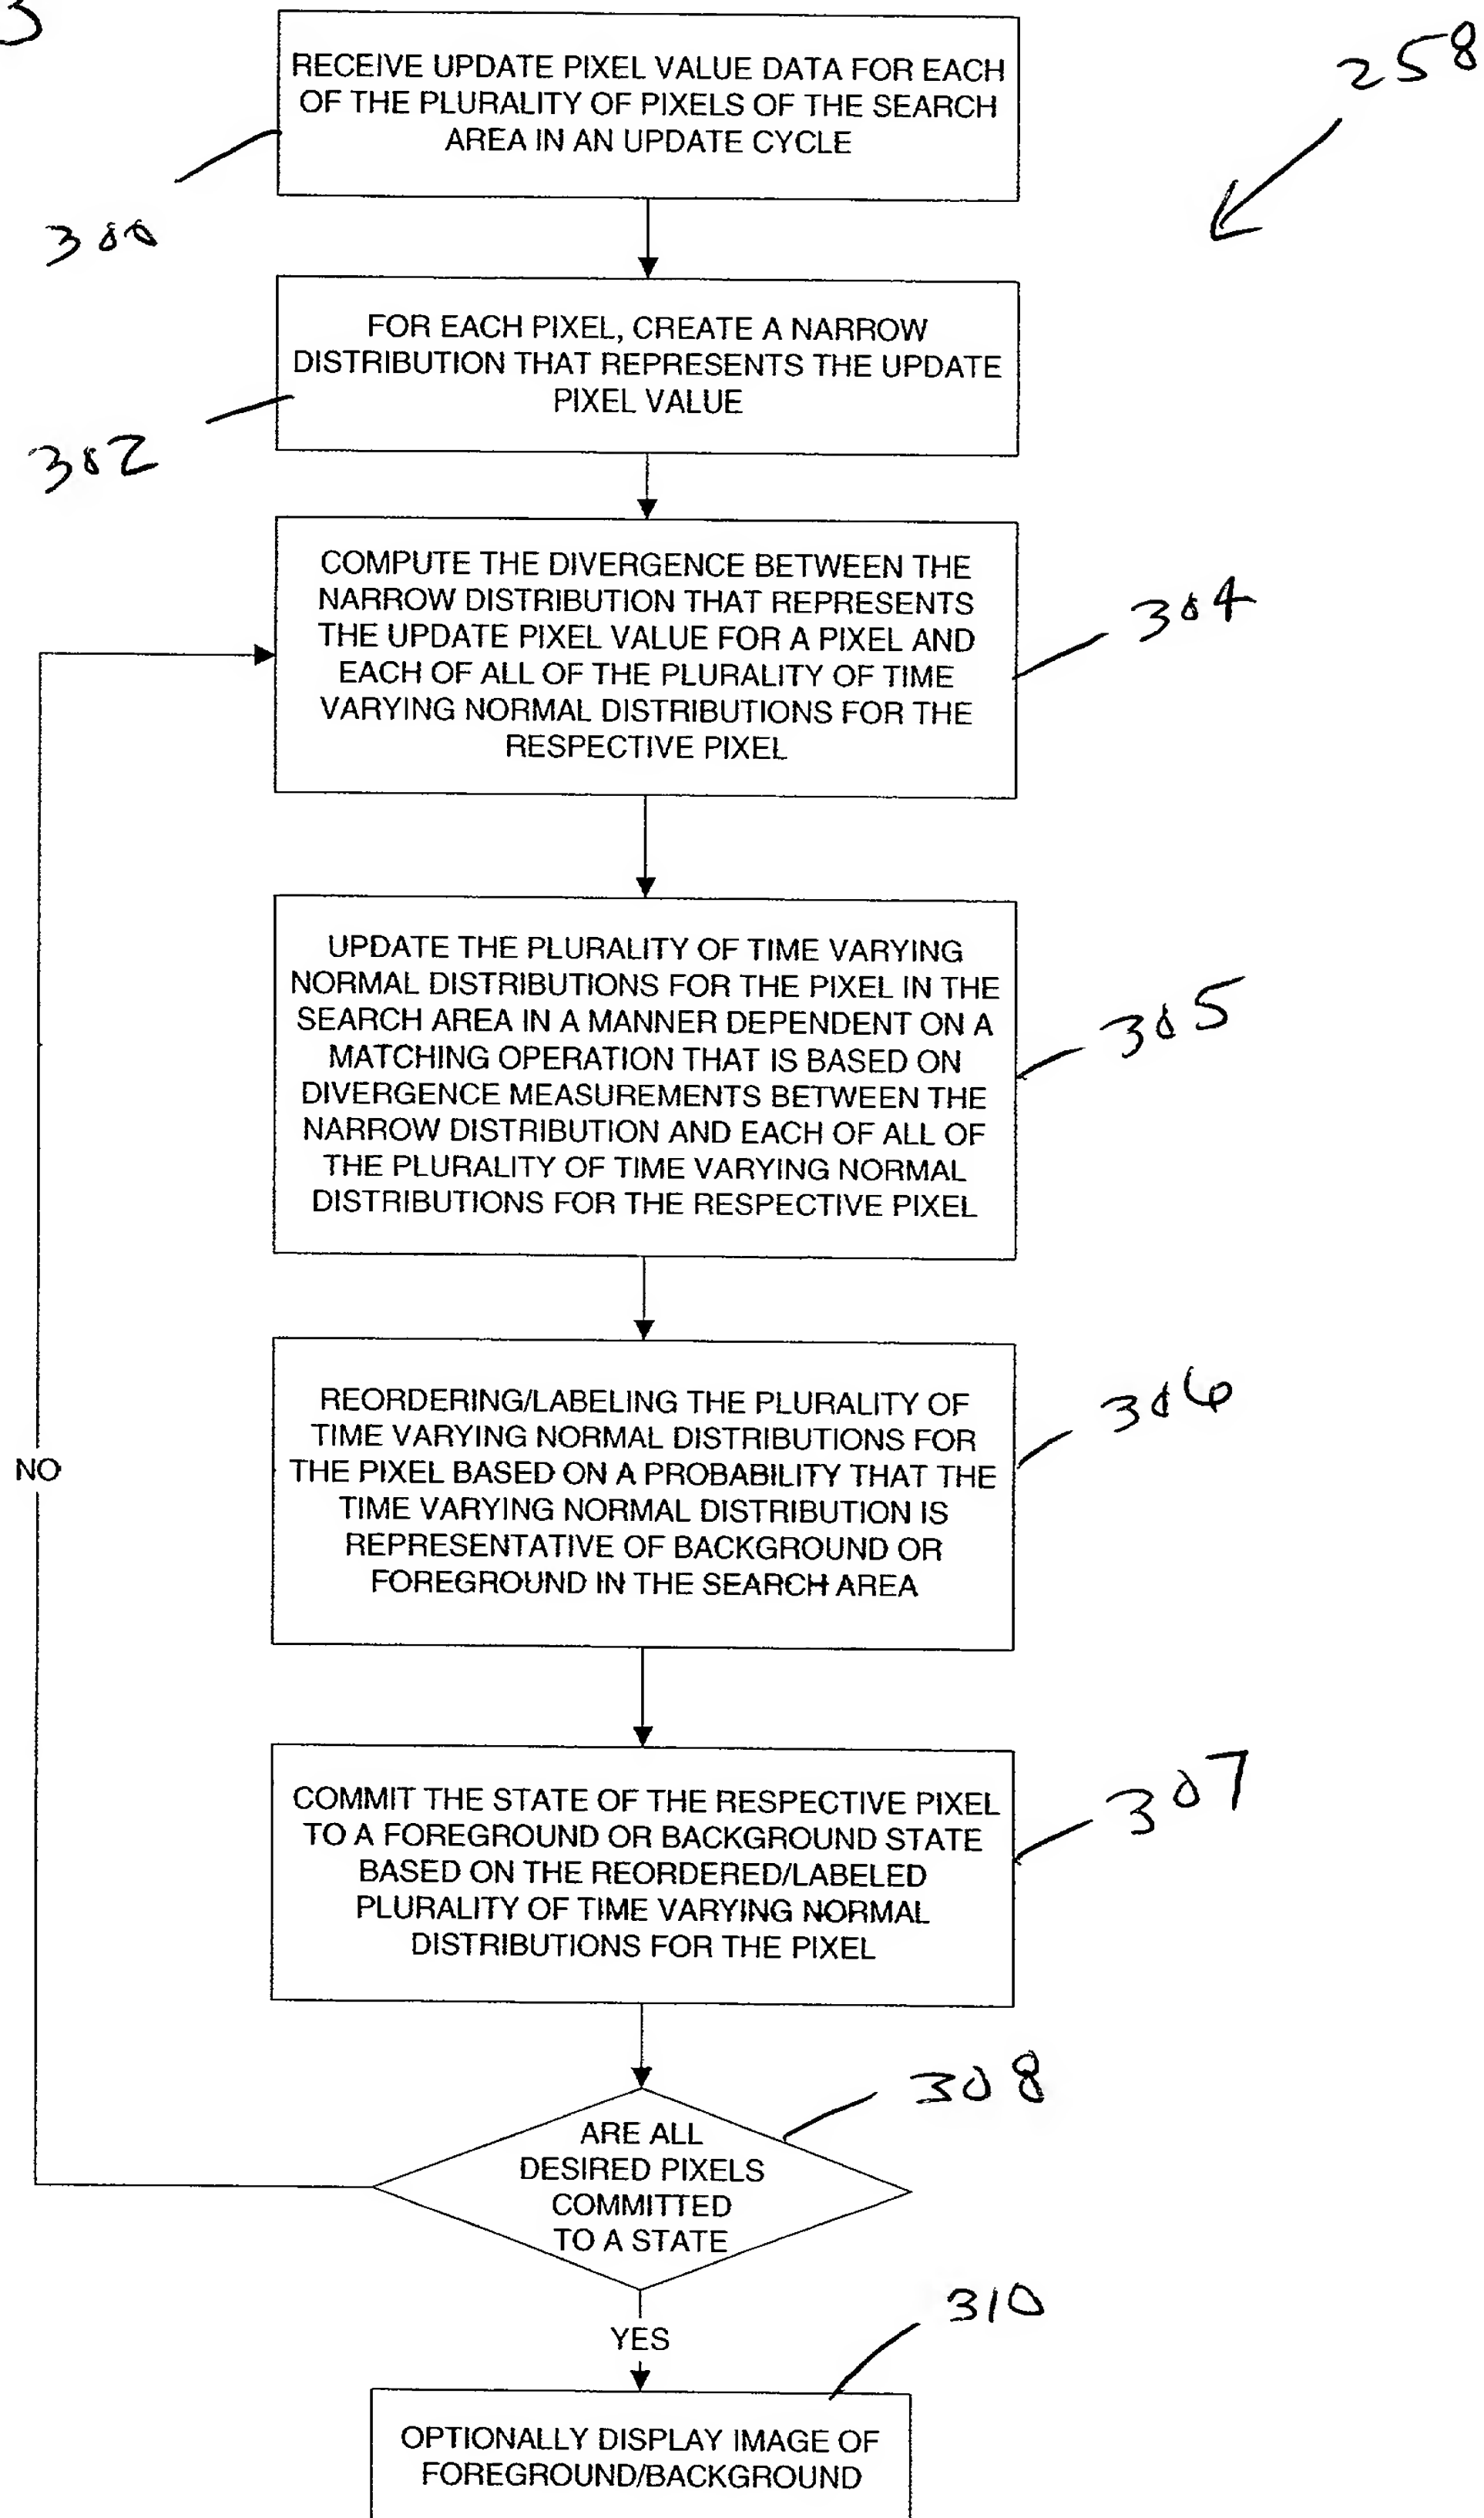 258
RECEIVE UPDATE PIXEL VALUE DATA FOR EACH
OF THE PLURALITY OF PIXELS OF THE SEARCH
AREA IN AN UPDATE CYCLE
300
FOR EACH PIXEL, CREATE A NARROW
DISTRIBUTION THAT REPRESENTS THE UPDATE
PIXEL VALUE
302
COMPUTE THE DIVERGENCE BETWEEN THE
NARROW DISTRIBUTION THAT REPRESENTS
THE UPDATE PIXEL VALUE FOR A PIXEL AND
EACH OF ALL OF THE PLURALITY OF TIME
VARYING NORMAL DISTRIBUTIONS FOR THE
RESPECTIVE PIXEL
304
UPDATE THE PLURALITY OF TIME VARYING
NORMAL DISTRIBUTIONS FOR THE PIXEL IN THE
SEARCH AREA IN A MANNER DEPENDENT ON A
MATCHING OPERATION THAT IS BASED ON
DIVERGENCE MEASUREMENTS BETWEEN THE
NARROW DISTRIBUTION AND EACH OF ALL OF
THE PLURALITY OF TIME VARYING NORMAL
DISTRIBUTIONS FOR THE RESPECTIVE PIXEL
305
REORDERING/LABELING THE PLURALITY OF
TIME VARYING NORMAL DISTRIBUTIONS FOR
THE PIXEL BASED ON A PROBABILITY THAT THE
TIME VARYING NORMAL DISTRIBUTION IS
REPRESENTATIVE OF BACKGROUND OR
FOREGROUND IN THE SEARCH AREA
306
NO
COMMIT THE STATE OF THE RESPECTIVE PIXEL
TO A FOREGROUND OR BACKGROUND STATE
BASED ON THE REORDERED/LABELED
PLURALITY OF TIME VARYING NORMAL
DISTRIBUTIONS FOR THE PIXEL
307
ARE ALL
DESIRED PIXELS
COMMITTED
TO A STATE
308
YES
310
OPTIONALLY DISPLAY IMAGE OF
FOREGROUND/BACKGROUND